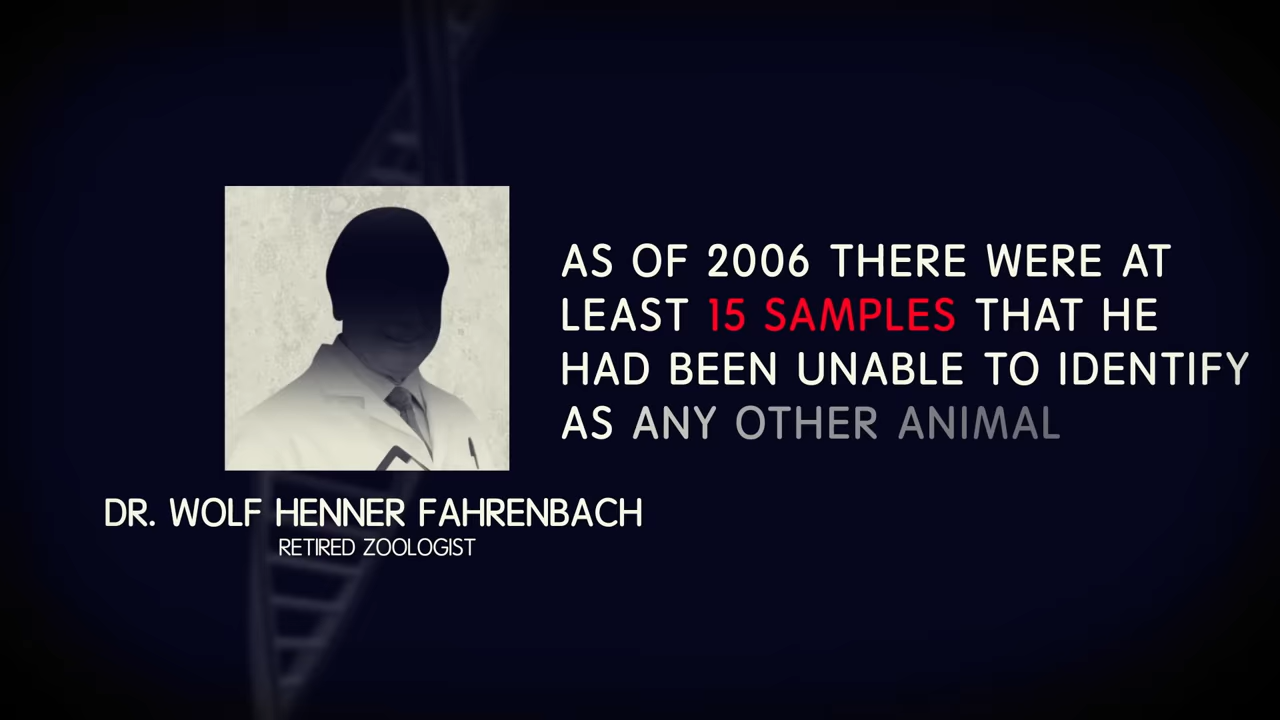 AS OF 2006 THERE WERE AT
LEAST 15 SAMPLES THAT HE
HAD BEEN UNABLE TO IDENTIFY
AS ANY OTHER ANIMAL
DR. WOLF HENNER FAHRENBACH
RETIRED ZOOLOGIST